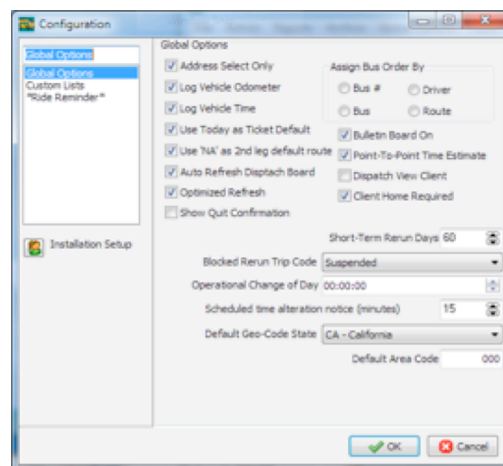 Configuration
Global Options
Global Options
Custom Lists
"Ride Reminder"
Installation Setup
Global Options
Address Select Only
Log Vehicle Odometer
Log Vehicle Time
Use Today as Ticket Default
Use 'NA' as 2nd leg default route
Auto Refresh Disptach Board
Optimized Refresh
Show Quit Confirmation
Assign Bus Order By
Bus #
Driver
Bus
Route
Bulletin Board On
Point-To-Point Time Estimate
Dispatch View Client
Client Home Required
Short-Term Rerun Days 60
Blocked Rerun Trip Code Suspended
Operational Change of Day 00:00:00
Scheduled time alteration notice (minutes) 15
Default Geo-Code State CA - California
Default Area Code 000
OK
Cancel